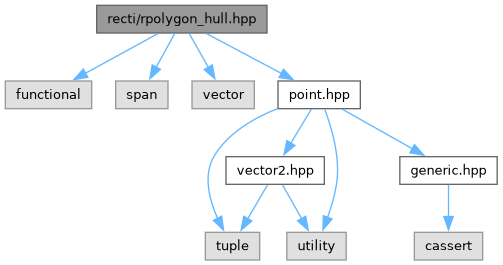 recti/rpolygon_hull.hpp
functional
span
vector
point.hpp
vector2.hpp
generic.hpp
tuple
utility
cassert